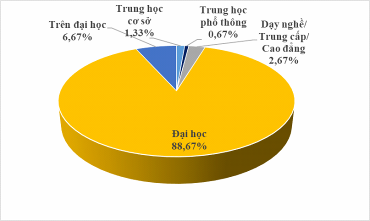 Trung học
cơ sở
1,33%
Trung học
phổ thông
0,67%
Dạy nghề/
Trung cấp/
Cao đẳng
2,67%
Trên đại học
6,67%
Đại học
88,67%